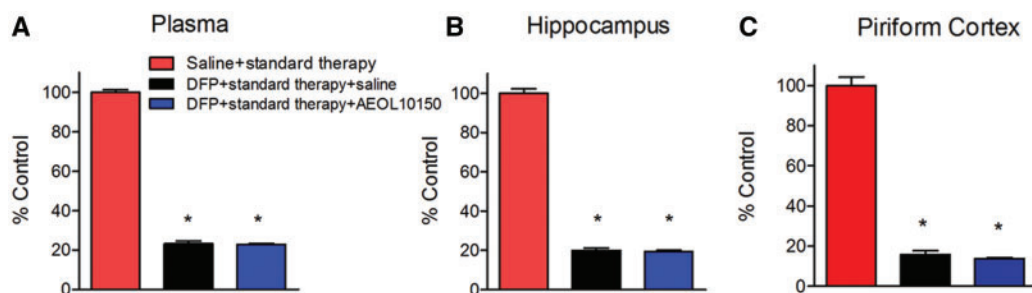 A
Plasma
Saline+standard therapy
DFP+standard therapy+saline
DFP+standard therapy+AEOL10150
% Control
100
80
60
40
20
0
*
*
B
Hippocampus
% Control
100
80
60
40
20
0
*
*
C
Piriform Cortex
% Control
100
80
60
40
20
0
*
*